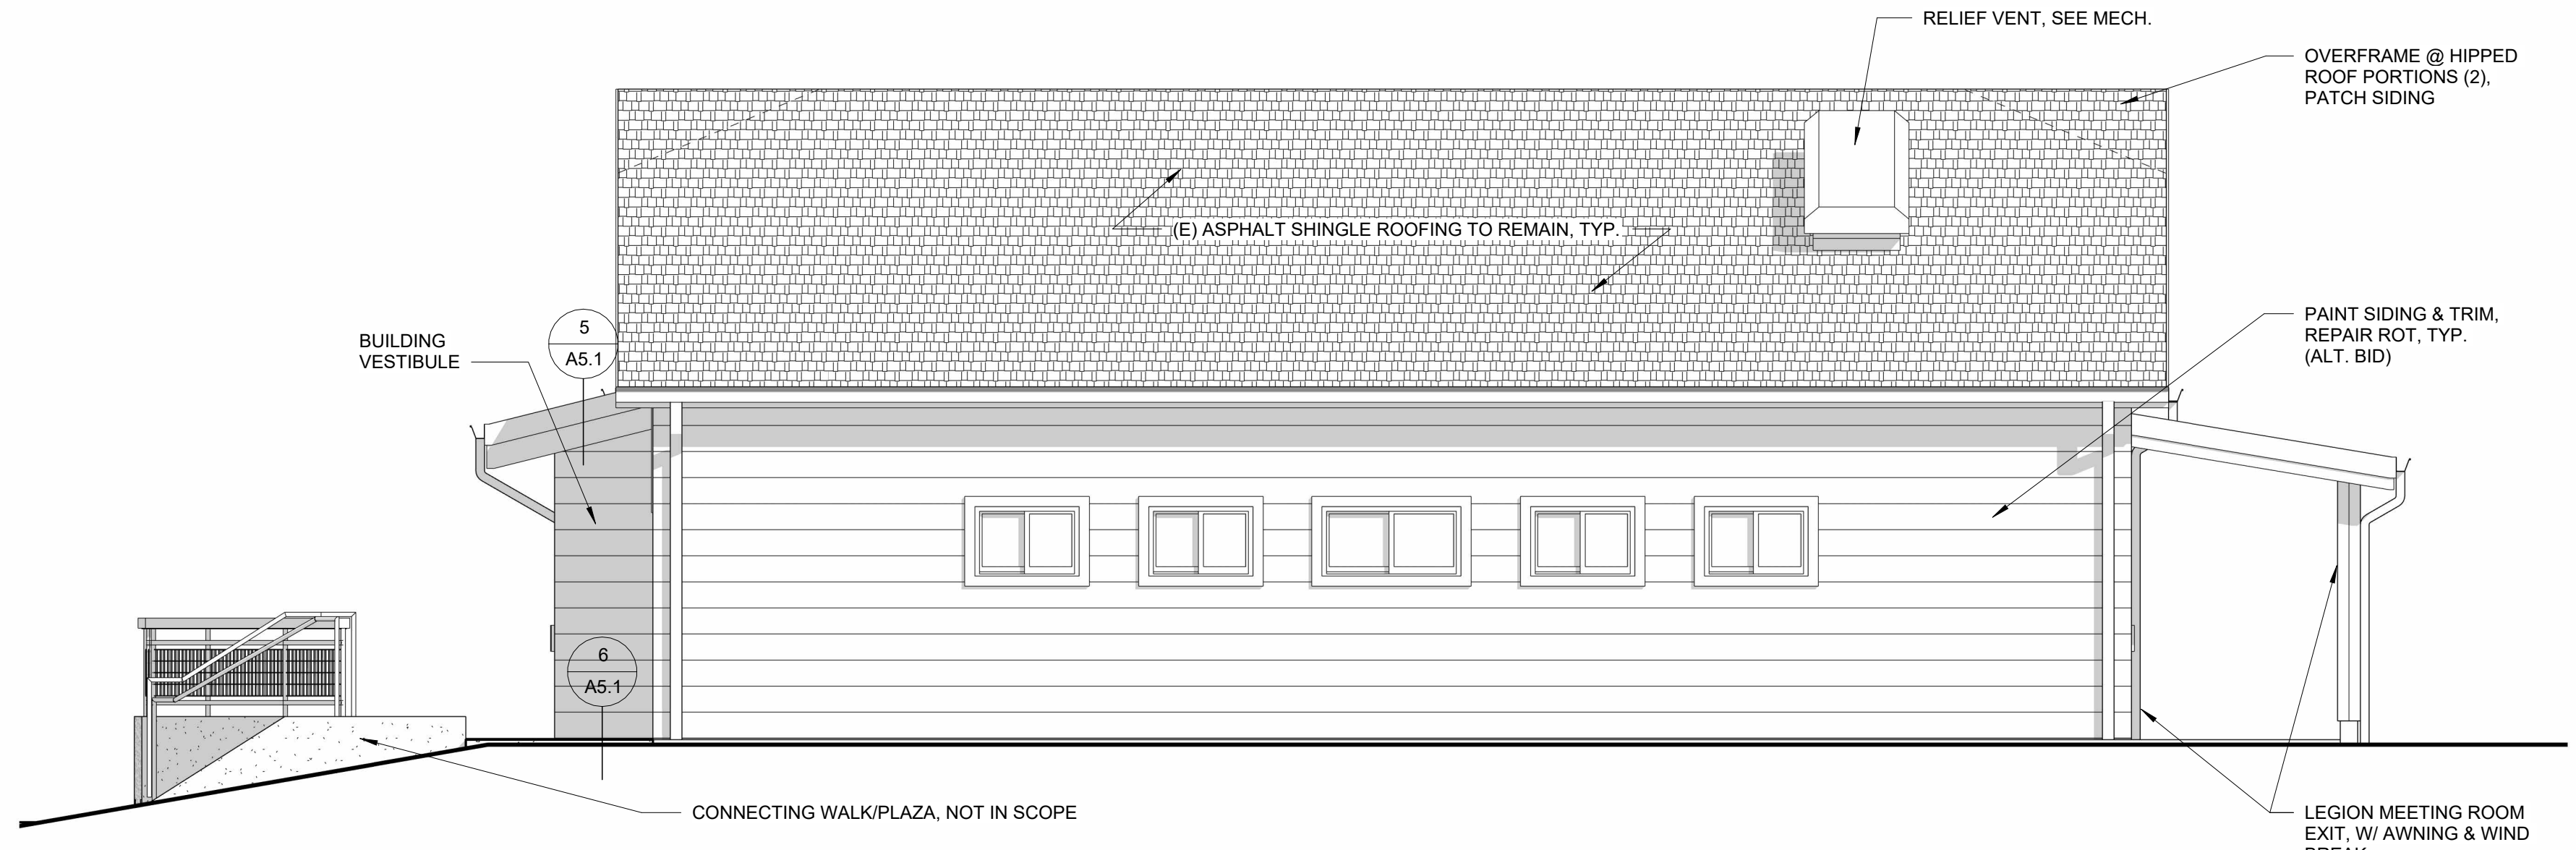 RELIEF VENT, SEE MECH.
OVERFRAME @ HIPPED
ROOF PORTIONS (2),
PATCH SIDING
(E) ASPHALT SHINGLE ROOFING TO REMAIN, TYP.
5
A5.1
BUILDING
VESTIBULE
PAINT SIDING & TRIM,
REPAIR ROT, TYP.
(ALT. BID)
6
A5.1
CONNECTING WALK/PLAZA, NOT IN SCOPE
LEGION MEETING ROOM
EXIT, W/ AWNING & WIND